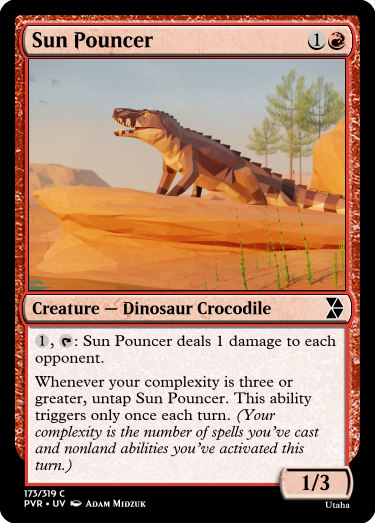 Sun Pouncer 1
Creature — Dinosaur Crocodile
1, : Sun Pouncer deals 1 damage to each
opponent.
Whenever your complexity is three or
greater, untap Sun Pouncer. This ability
triggers only once each turn. (Your
complexity is the number of spells you've cast
and nonland abilities you've activated this
turn.)
1/3
173/319 C
PVR • UV Adam Midzuk
Utaha